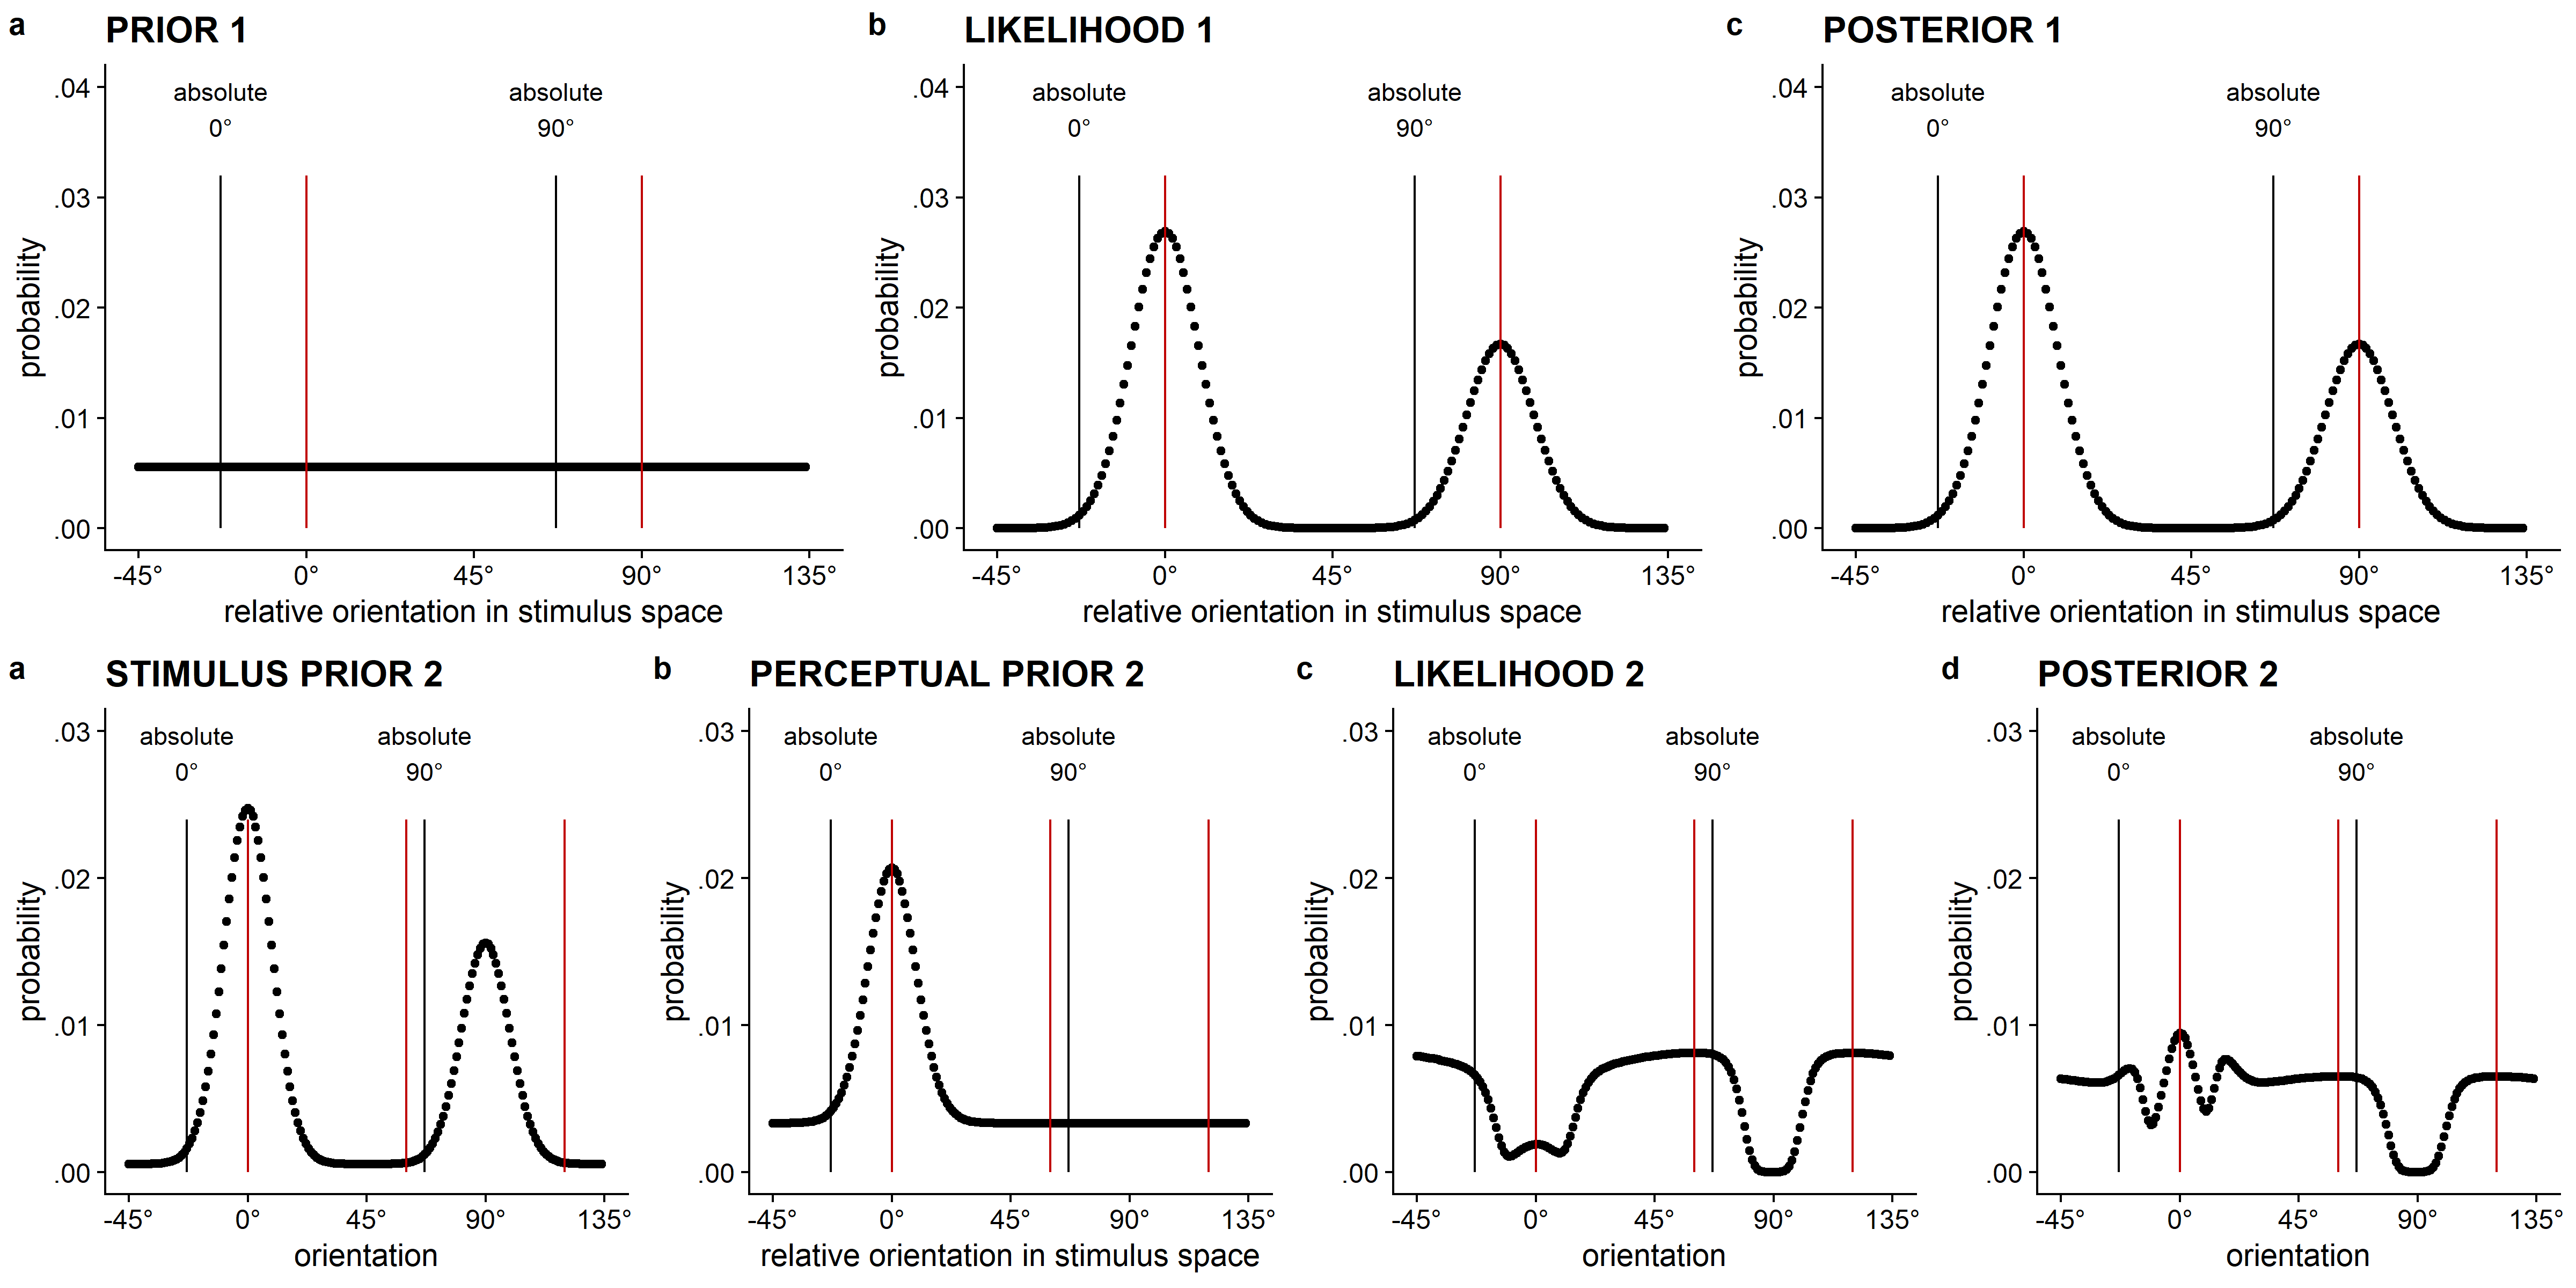 a PRIOR 1
.04
.03
.02
.01
.00
probability
absolute
0°
absolute
90°
-45° 0° 45° 90° 135°
relative orientation in stimulus space
b LIKELIHOOD 1
.04
.03
.02
.01
.00
probability
absolute
0°
absolute
90°
-45° 0° 45° 90° 135°
relative orientation in stimulus space
c POSTERIOR 1
.04
.03
.02
.01
.00
probability
absolute
0°
absolute
90°
-45° 0° 45° 90° 135°
relative orientation in stimulus space
a STIMULUS PRIOR 2
.03
.02
.01
.00
probability
absolute
0°
absolute
90°
-45° 0° 45° 90° 135°
orientation
b PERCEPTUAL PRIOR 2
.03
.02
.01
.00
probability
absolute
0°
absolute
90°
-45° 0° 45° 90° 135°
relative orientation in stimulus space
c LIKELIHOOD 2
.03
.02
.01
.00
probability
absolute
0°
absolute
90°
-45° 0° 45° 90° 135°
orientation
d POSTERIOR 2
.03
.02
.01
.00
probability
absolute
0°
absolute
90°
-45° 0° 45° 90° 135°
orientation